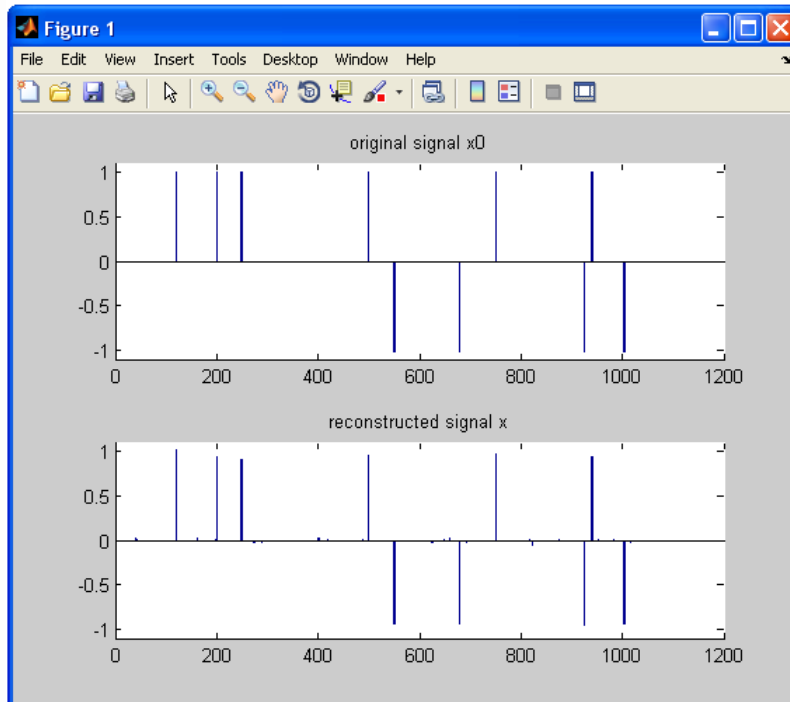 Figure 1
File Edit View Insert Tools Desktop Window Help
original signal x0
1
0.5
0
-0.5
-1
0 200 400 600 800 1000 1200
reconstructed signal x
1
0.5
0
-0.5
-1
0 200 400 600 800 1000 1200